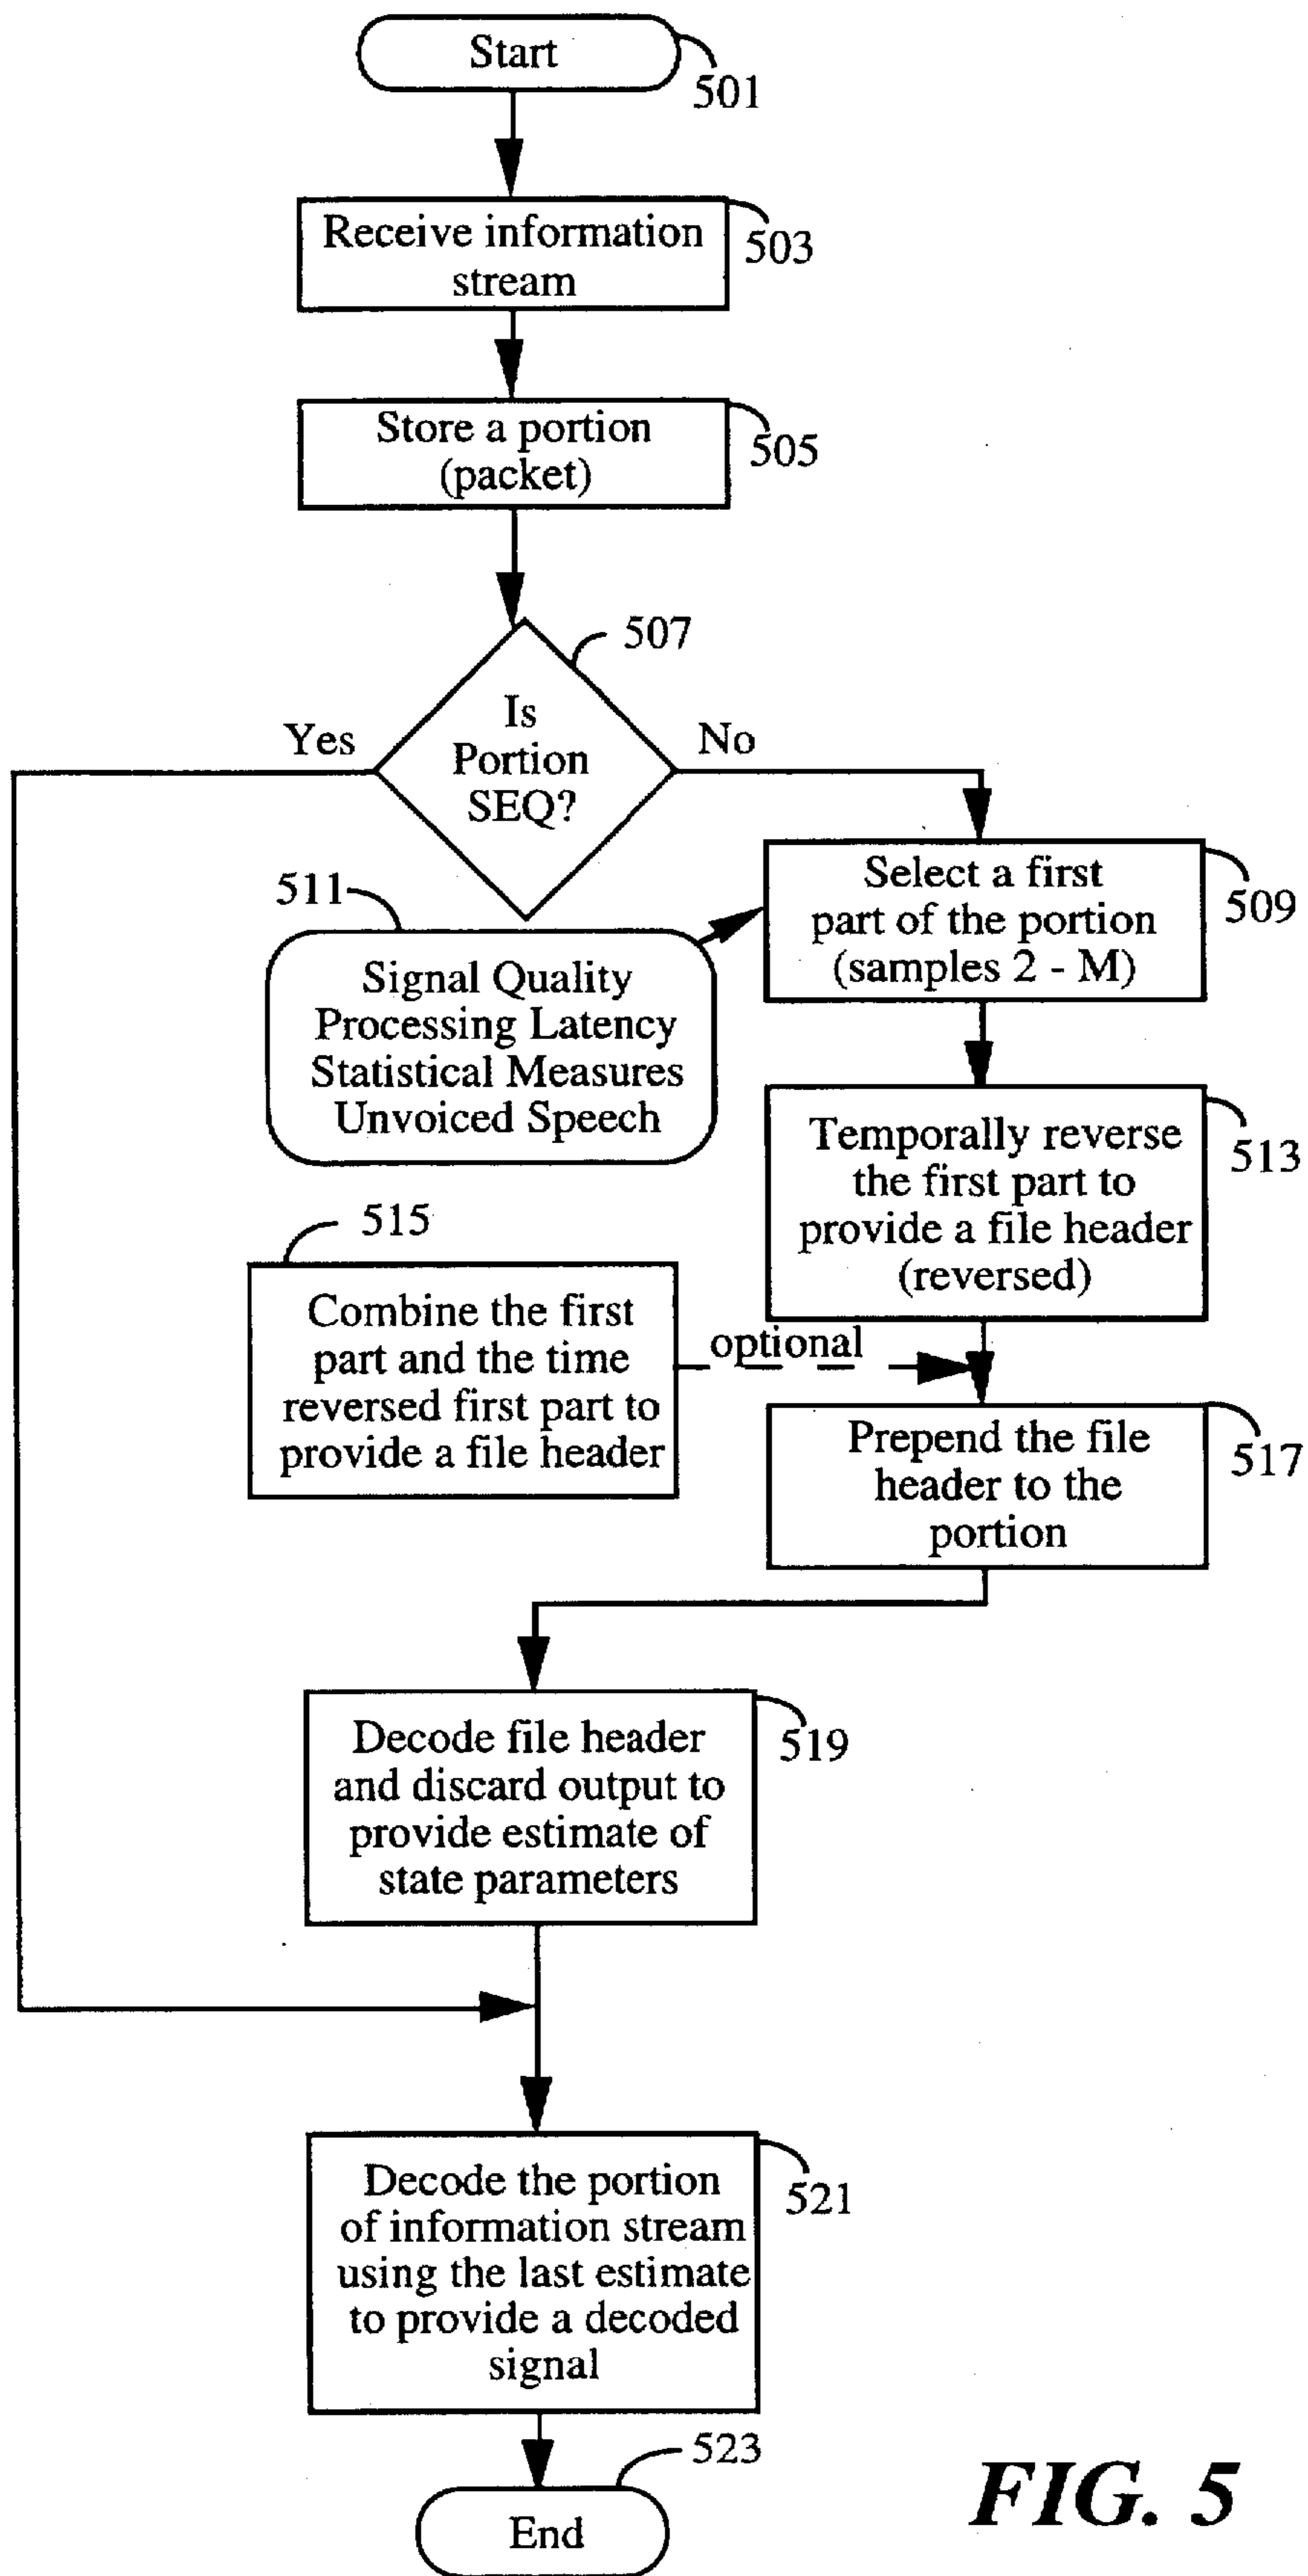 Start
501
Receive information
stream
503
Store a portion
(packet)
505
507
Is
Portion
SEQ?
Yes
No
Select a first
part of the portion
(samples 2 - M)
509
511
Signal Quality
Processing Latency
Statistical Measures
Unvoiced Speech
Temporally reverse
the first part to
provide a file header
(reversed)
513
515
Combine the first
part and the time
reversed first part to
provide a file header
optional
Prepend the file
header to the
portion
517
Decode file header
and discard output to
provide estimate of
state parameters
519
Decode the portion
of information stream
using the last estimate
to provide a decoded
signal
521
523
End
FIG. 5